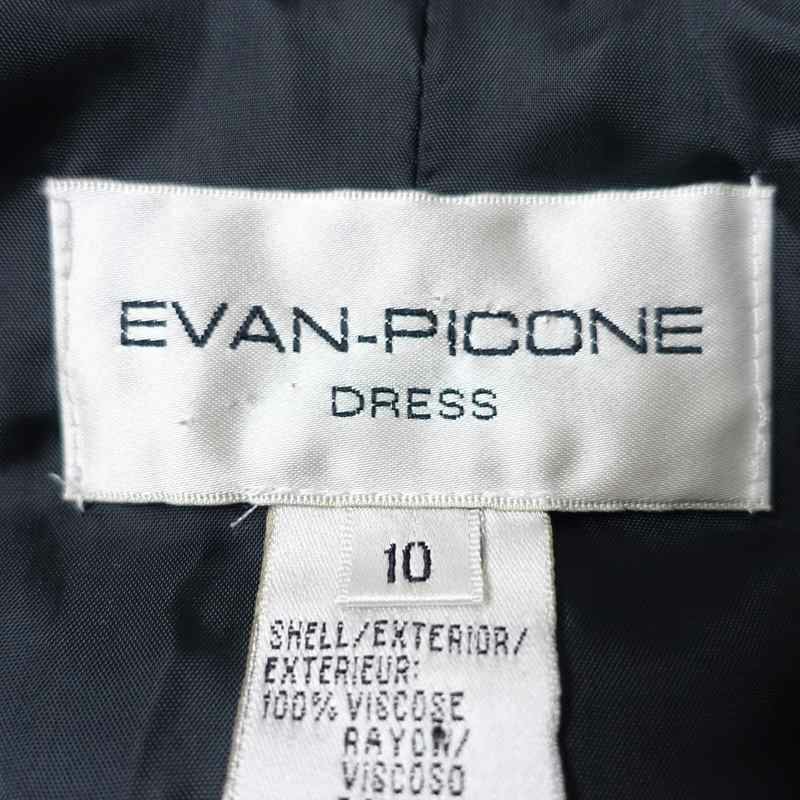 EVAN-PICONE
DRESS
10
SHELL/EXTERIOR/
EXTERIEUR:
100% VISCOSE
RAYON/
VISCOSO